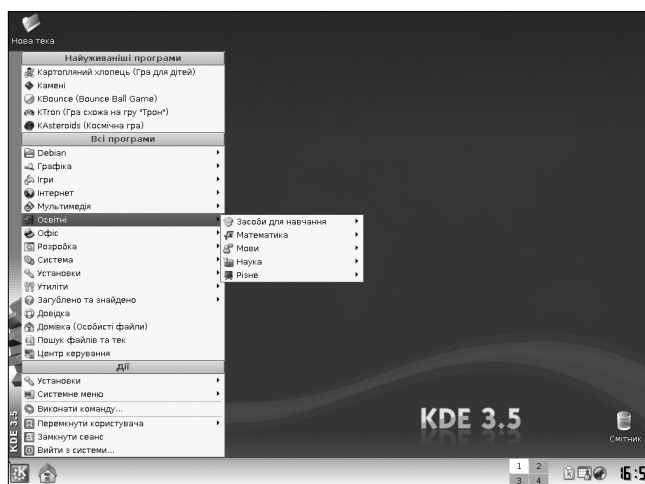 Нова тека
Найуживаніші програми
Картопляний хлопець (Гра для дітей)
Камені
KBounce (Bounce Ball Game)
KTron (Гра схожа на гру "Трон")
KAsteroids (Космічна гра)
Всі програми
Debian
Графіка
Ігри
Інтернет
Мультимедія
Освітні
Офіс
Розробка
Система
Установки
Утиліти
Загублено та знайдено
Довідка
Домівка (Особисті файли)
Пошук файлів та тек
Центр керування
Дії
Установки
Системне меню
Виконати команду...
Перемкнути користувача
Замкнути сеанс
Вийти з системи...
Засоби для навчання
Математика
Мови
Наука
Різне
KDE 3.5
KDE 3.5
Смітник
1 2
3 4
16:5